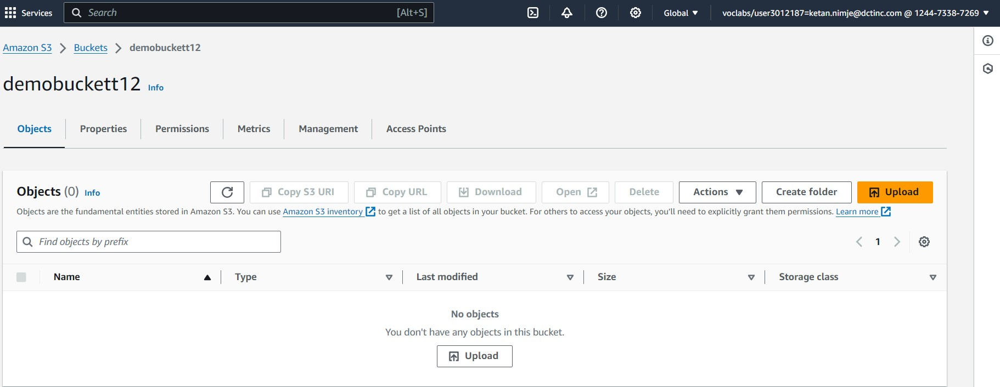 Services Search [Alt+S] Global voclabs/user3012187=ketan.nimje@dctinc.com @ 1244-7338-7269
Amazon S3 Buckets demobuckett12
demobuckett12 Info
Objects Properties Permissions Metrics Management Access Points
Objects (0) Info Copy S3 URI Copy URL Download Open Delete Actions Create folder Upload
Objects are the fundamental entities stored in Amazon S3. You can use Amazon S3 inventory to get a list of all objects in your bucket. For others to access your objects, you'll need to explicitly grant them permissions. Learn more
Find objects by prefix 1
Name Type Last modified Size Storage class
No objects
You don't have any objects in this bucket.
Upload